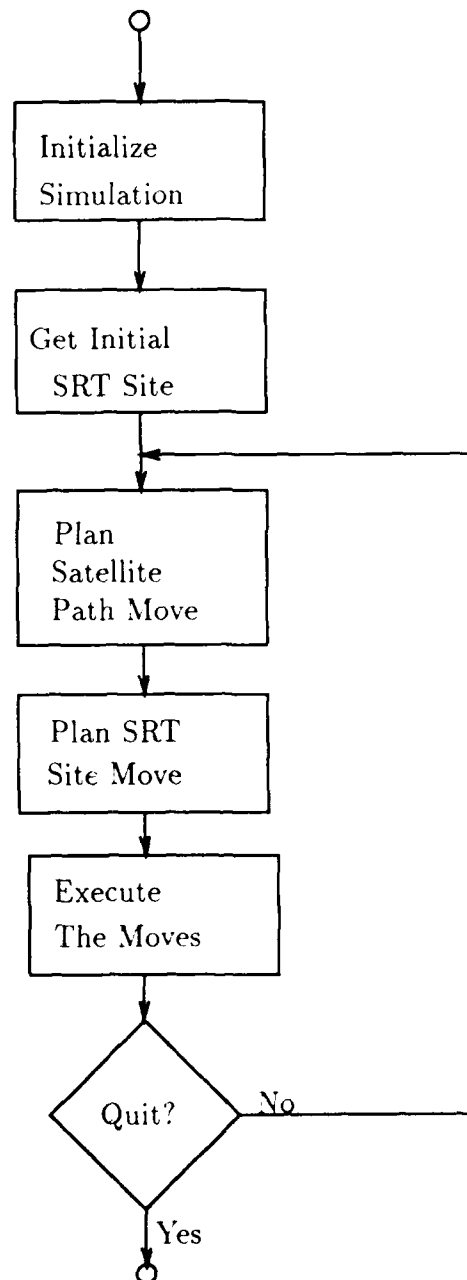 Initialize
Simulation
Get Initial
SRT Site
Plan
Satellite
Path Move
Plan SRT
Site Move
Execute
The Moves
Quit?
No
Yes